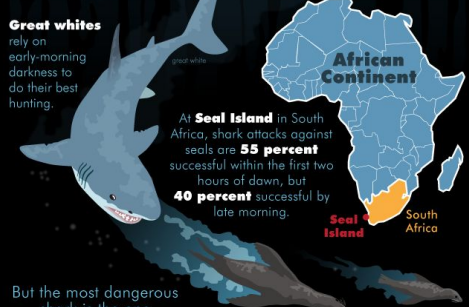 Great whites
rely on
early-morning
darkness to
do their best
hunting.
great white
African
Continent
At Seal Island in South
Africa, shark attacks against
seals are 55 percent
successful within the first two
hours of dawn, but
40 percent successful by
late morning.
Seal
Island
South
Africa
But the most dangerous